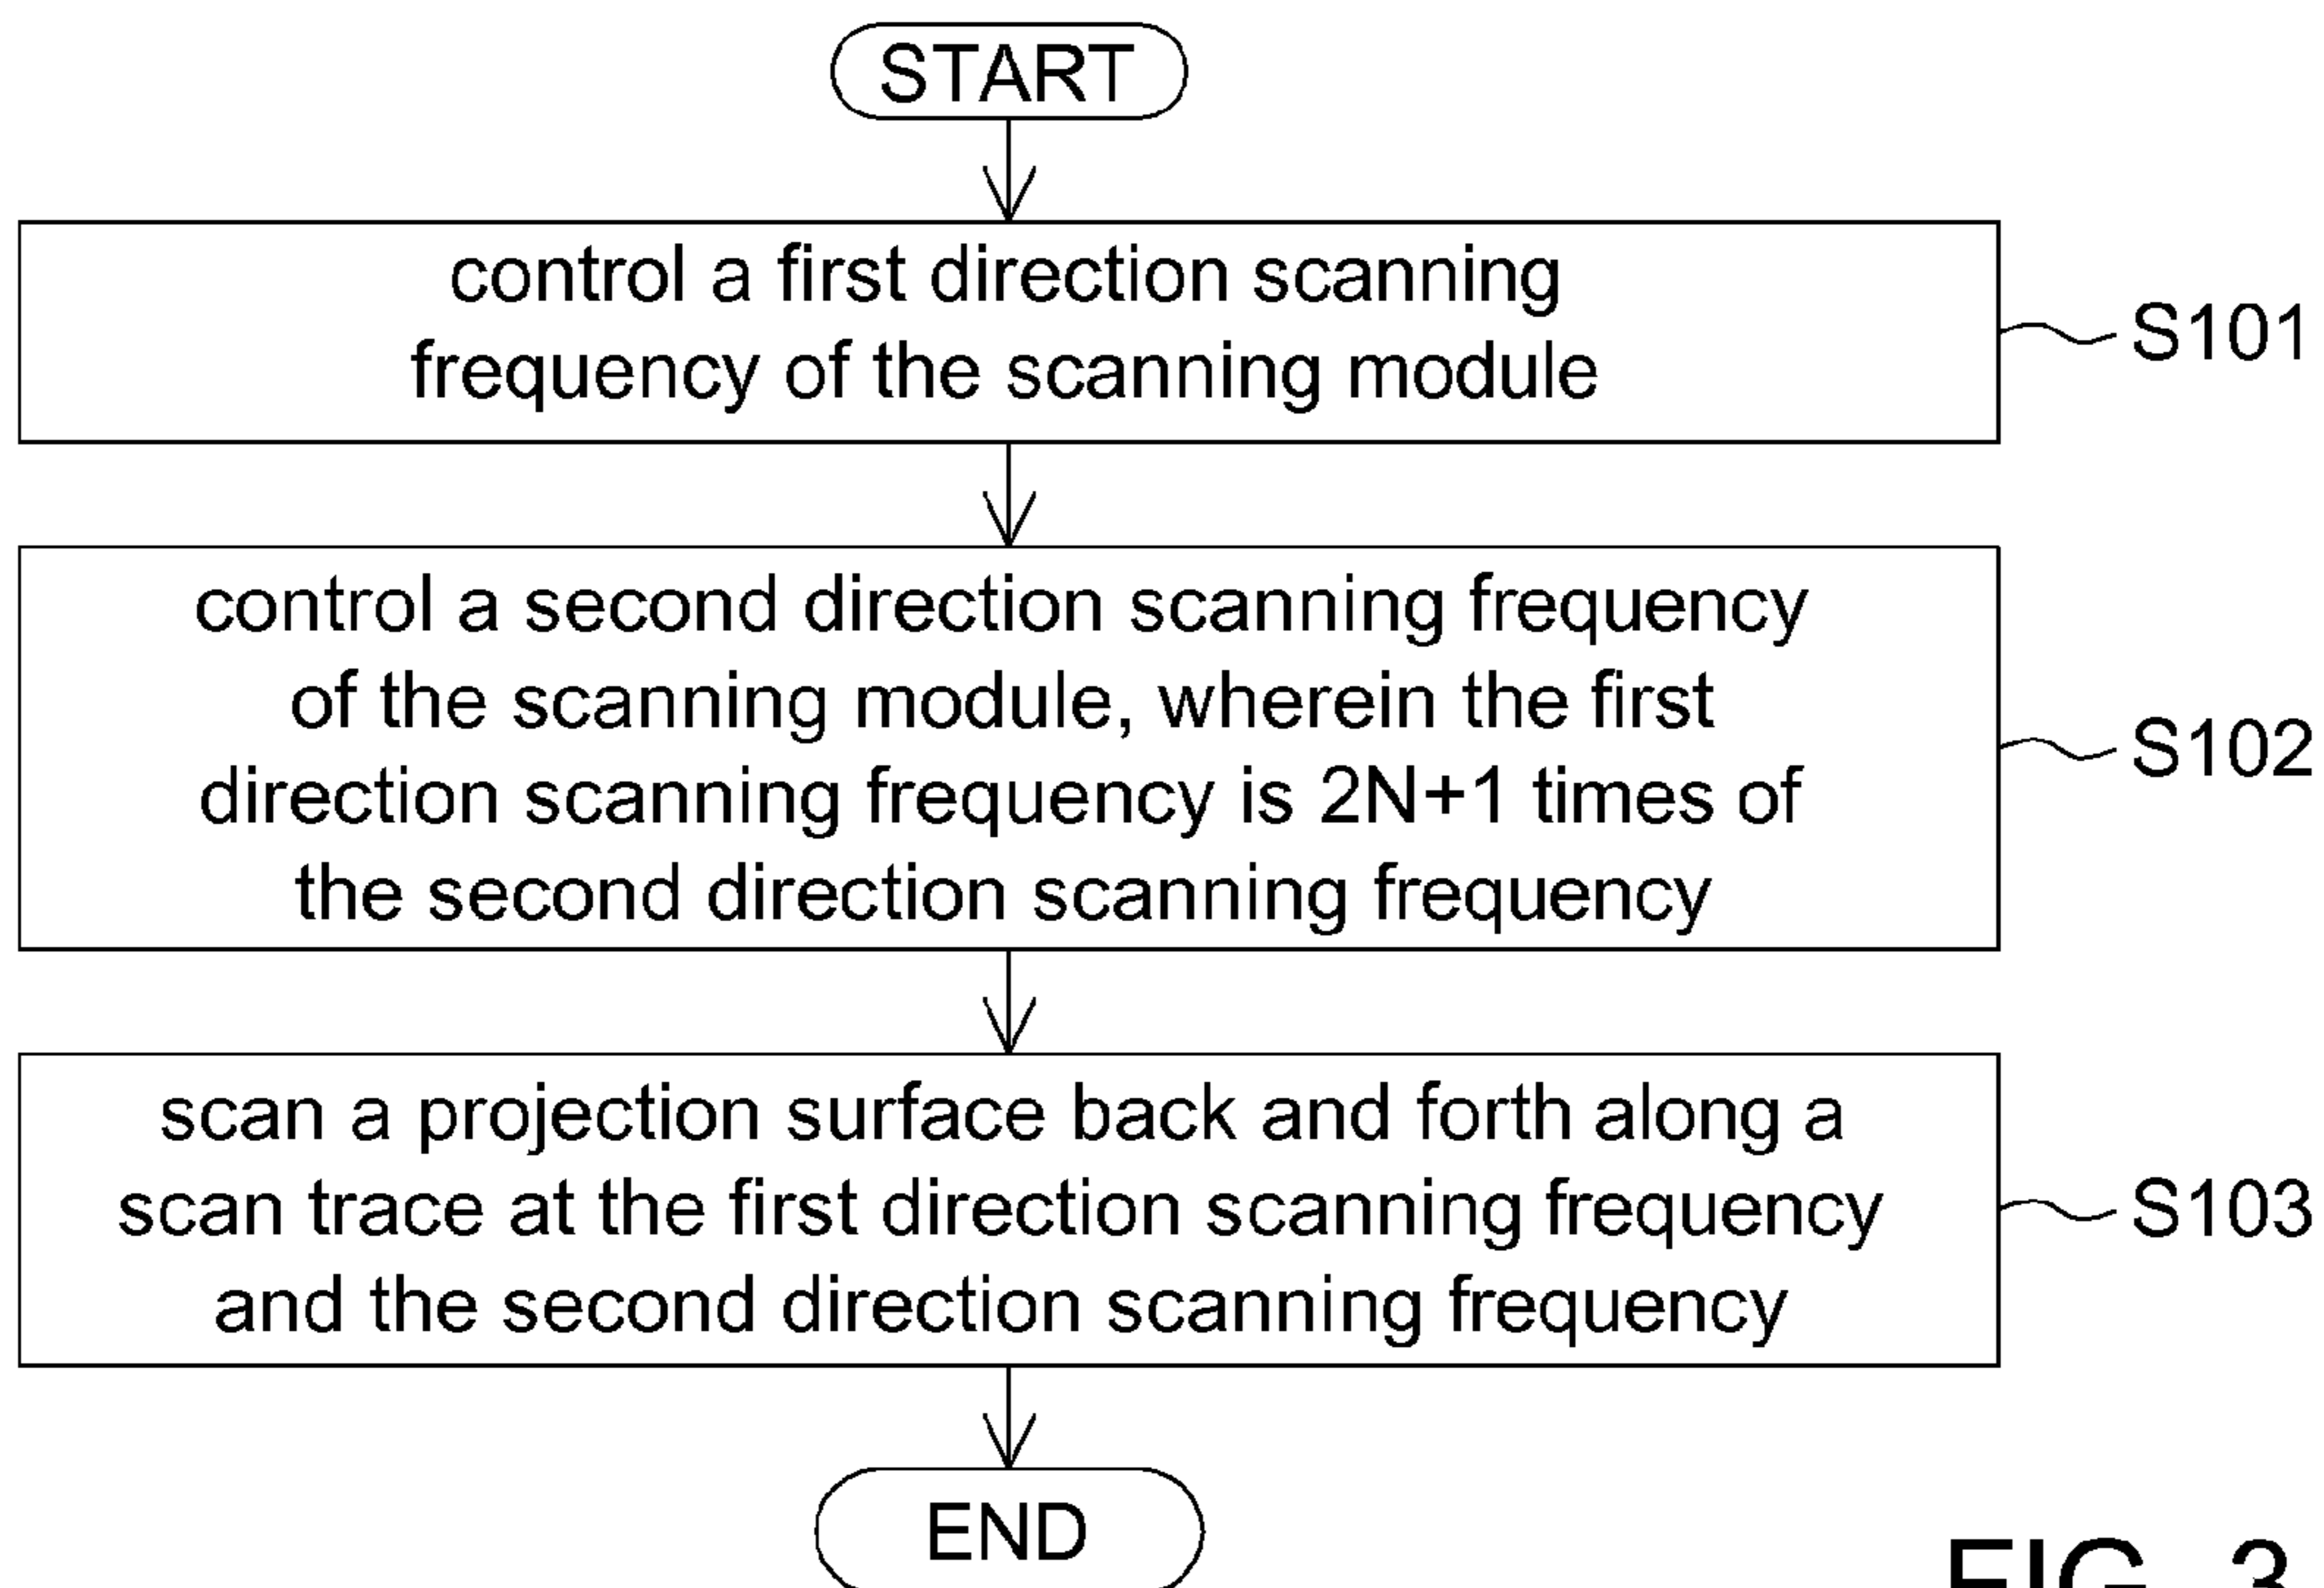 START
control a first direction scanning
frequency of the scanning module
S101
control a second direction scanning frequency
of the scanning module, wherein the first
direction scanning frequency is 2N+1 times of
the second direction scanning frequency
S102
scan a projection surface back and forth along a
scan trace at the first direction scanning frequency
and the second direction scanning frequency
S103
END
FIG. 3